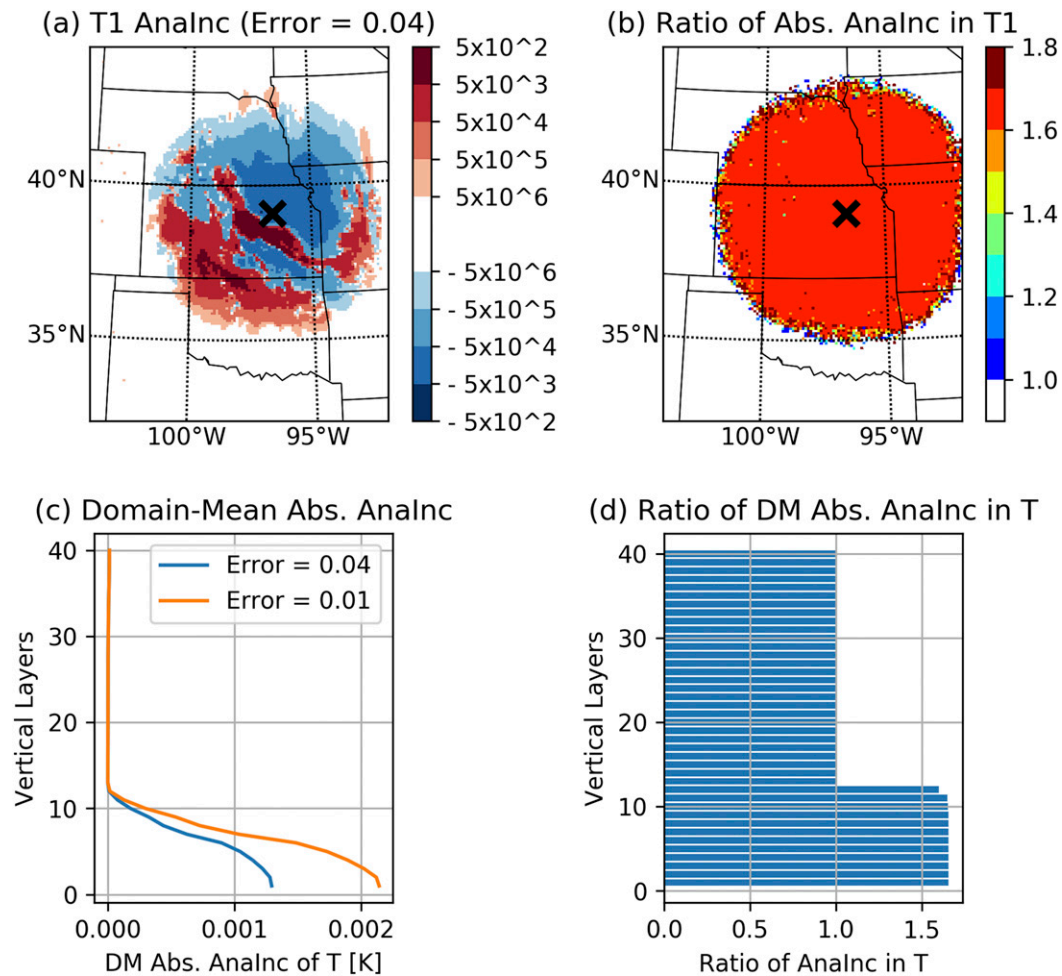 (a) T1 AnaInc (Error = 0.04)
5x10^2
5x10^3
5x10^4
5x10^5
5x10^6
- 5x10^6
- 5x10^5
- 5x10^4
- 5x10^3
- 5x10^2
40°N
35°N
100°W 95°W
(b) Ratio of Abs. AnaInc in T1
1.8
1.6
1.4
1.2
1.0
40°N
35°N
100°W 95°W
(c) Domain-Mean Abs. AnaInc
Error = 0.04
Error = 0.01
Vertical Layers
40
30
20
10
0
0.000 0.001 0.002
DM Abs. AnaInc of T [K]
(d) Ratio of DM Abs. AnaInc in T
Vertical Layers
40
30
20
10
0
0.0 0.5 1.0 1.5
Ratio of AnaInc in T